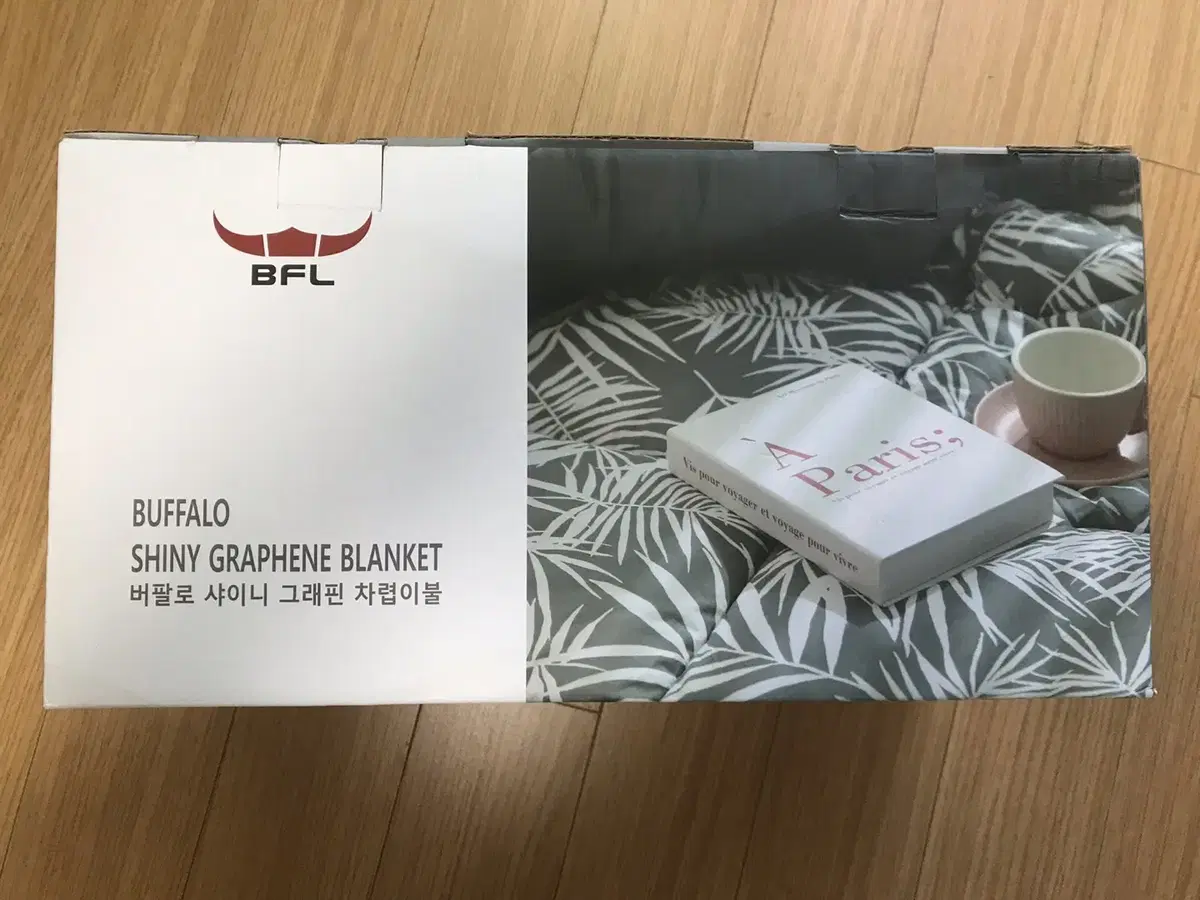 BFL
BUFFALO
SHINY GRAPHENE BLANKET
버팔로 샤이니 그래핀 차렵이불
À
Paris;
Vis pour voyager et voyage pour vivre